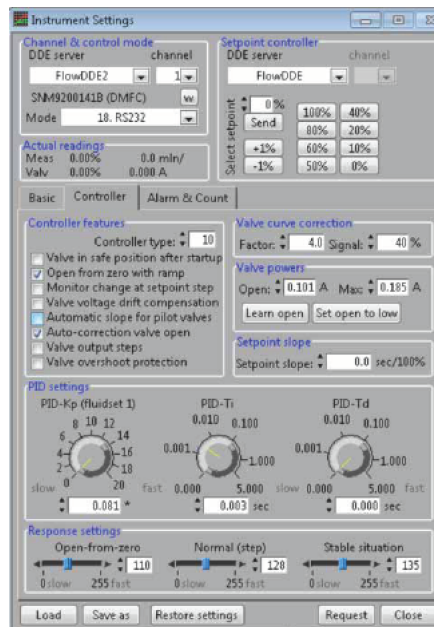 Instrument Settings
Channel & control mode
DDE server channel
FlowDDE2 1
SNM9200141B (DMFC)
Mode 18. RS232
Setpoint controller
DDE server channel
FlowDDE
Select setpoint
0 %
Send
+1%
-1%
100% 40%
80% 20%
60% 10%
50% 0%
Actual readings
Meas 0.00% 0.0 mln/
Valv 0.00% 0.000 A
Basic Controller Alarm & Count
Controller features
Controller type: 10
Valve in safe position after startup
Open from zero with ramp
Monitor change at setpoint step
Valve voltage drift compensation
Automatic slope for pilot valves
Auto-correction valve open
Valve output steps
Valve overshoot protection
Valve curve correction
Factor: 4.0 Signal: 40 %
Valve powers
Open: 0.101 A Max: 0.185 A
Learn open Set open to low
Setpoint slope
Setpoint slope: 0.0 sec/100%
PID settings
PID-Kp (fluidset 1)
8 10 12
6 14
4 16
2 18
0 20
slow fast
0.081 *
PID-Ti
0.010 0.100
0.001 1.000
0.000 5.000
0.003 sec
PID-Td
0.010 0.100
0.001 1.000
slow 0.000 5.000 fast
0.000 sec
Response settings
Open-from-zero Normal (step) Stable situation
110 128 135
0 slow 255 fast 0 slow 255 fast 0 slow 255 fast
Load Save as Restore settings Request Close